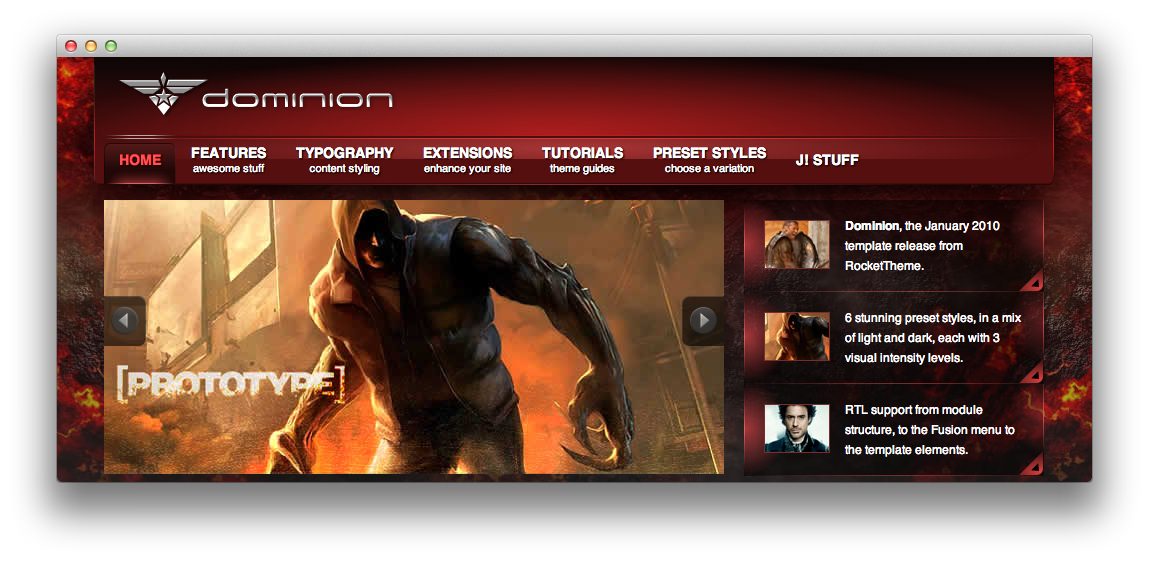 dominion
HOME
FEATURES
awesome stuff
TYPOGRAPHY
content styling
EXTENSIONS
enhance your site
TUTORIALS
theme guides
PRESET STYLES
choose a variation
J! STUFF
[PROTOTYPE]
Dominion, the January 2010
template release from
RocketTheme.
6 stunning preset styles, in a mix
of light and dark, each with 3
visual intensity levels.
RTL support from module
structure, to the Fusion menu to
the template elements.